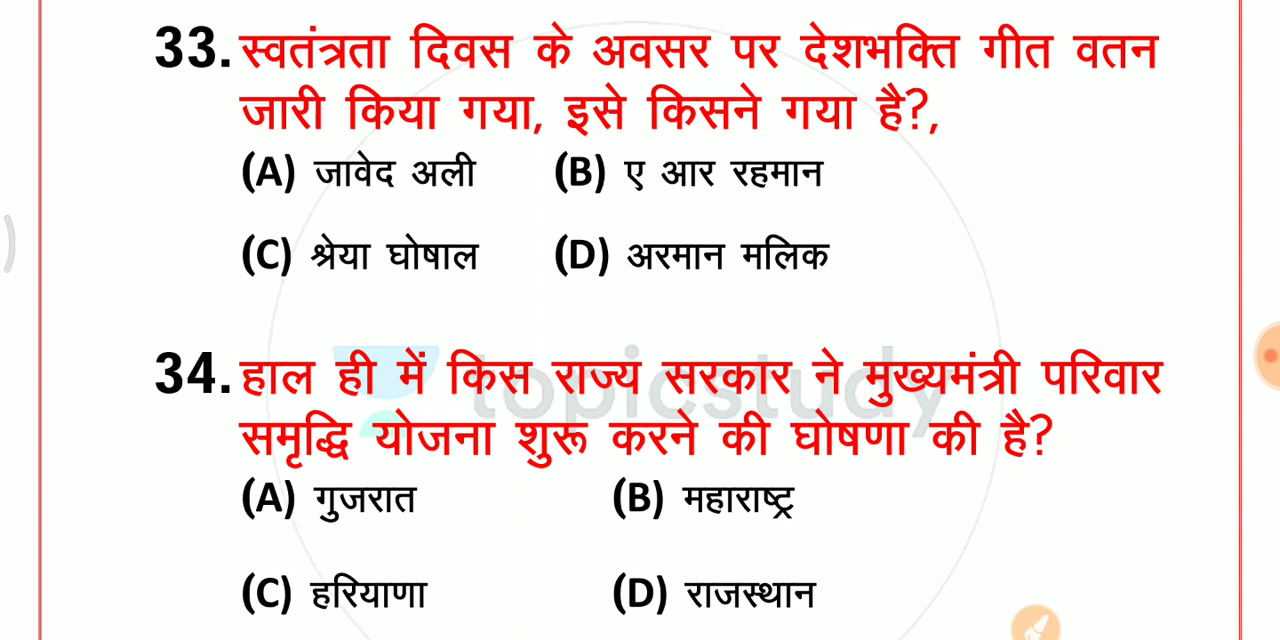 33. स्वतंत्रता दिवस के अवसर पर देशभक्ति गीत वतन
जारी किया गया, इसे किसने गया है?,
(A) जावेद अली (B) ए आर रहमान
(C) श्रेया घोषाल (D) अरमान मलिक
topicstudy
34. हाल ही में किस राज्य सरकार ने मुख्यमंत्री परिवार
समृद्धि योजना शुरू करने की घोषणा की है?
(A) गुजरात (B) महाराष्ट्र
(C) हरियाणा (D) राजस्थान